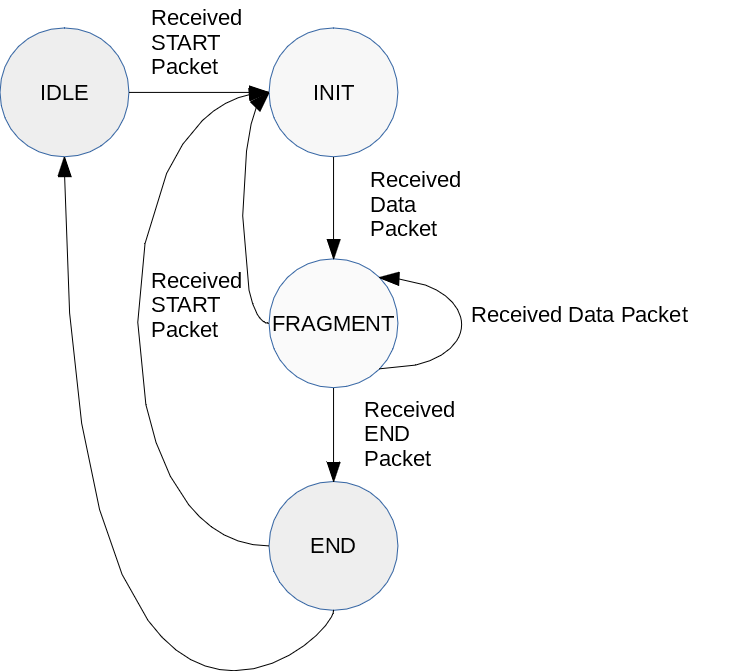 Received
START
Packet
IDLE
INIT
Received
Data
Packet
Received
START
Packet
FRAGMENT
Received Data Packet
Received
END
Packet
END